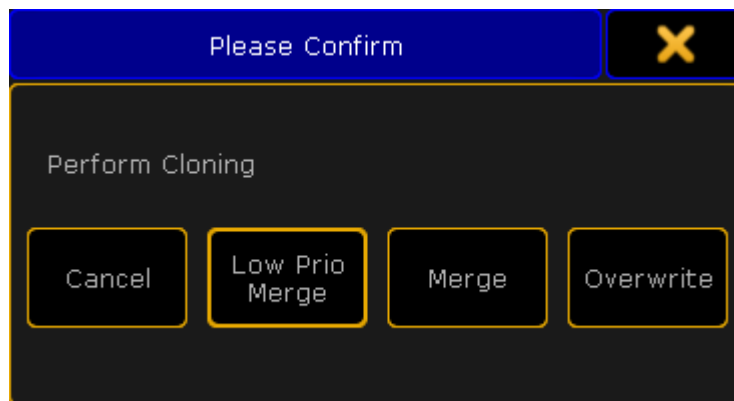 Please Confirm
Perform Cloning
Cancel
Low Prio
Merge
Merge
Overwrite